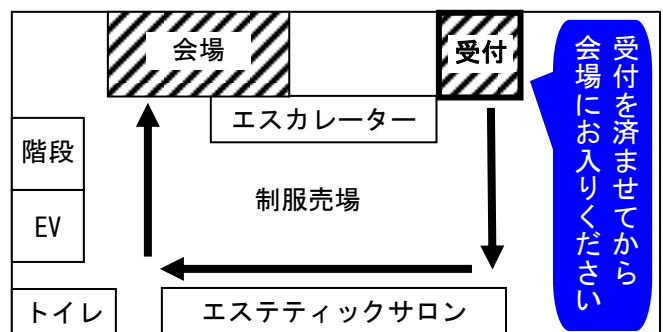 会場
受付
受付を済ませてから
会場にお入りください
エスカレーター
階段
制服売場
EV
トイレ
エステティックサロン